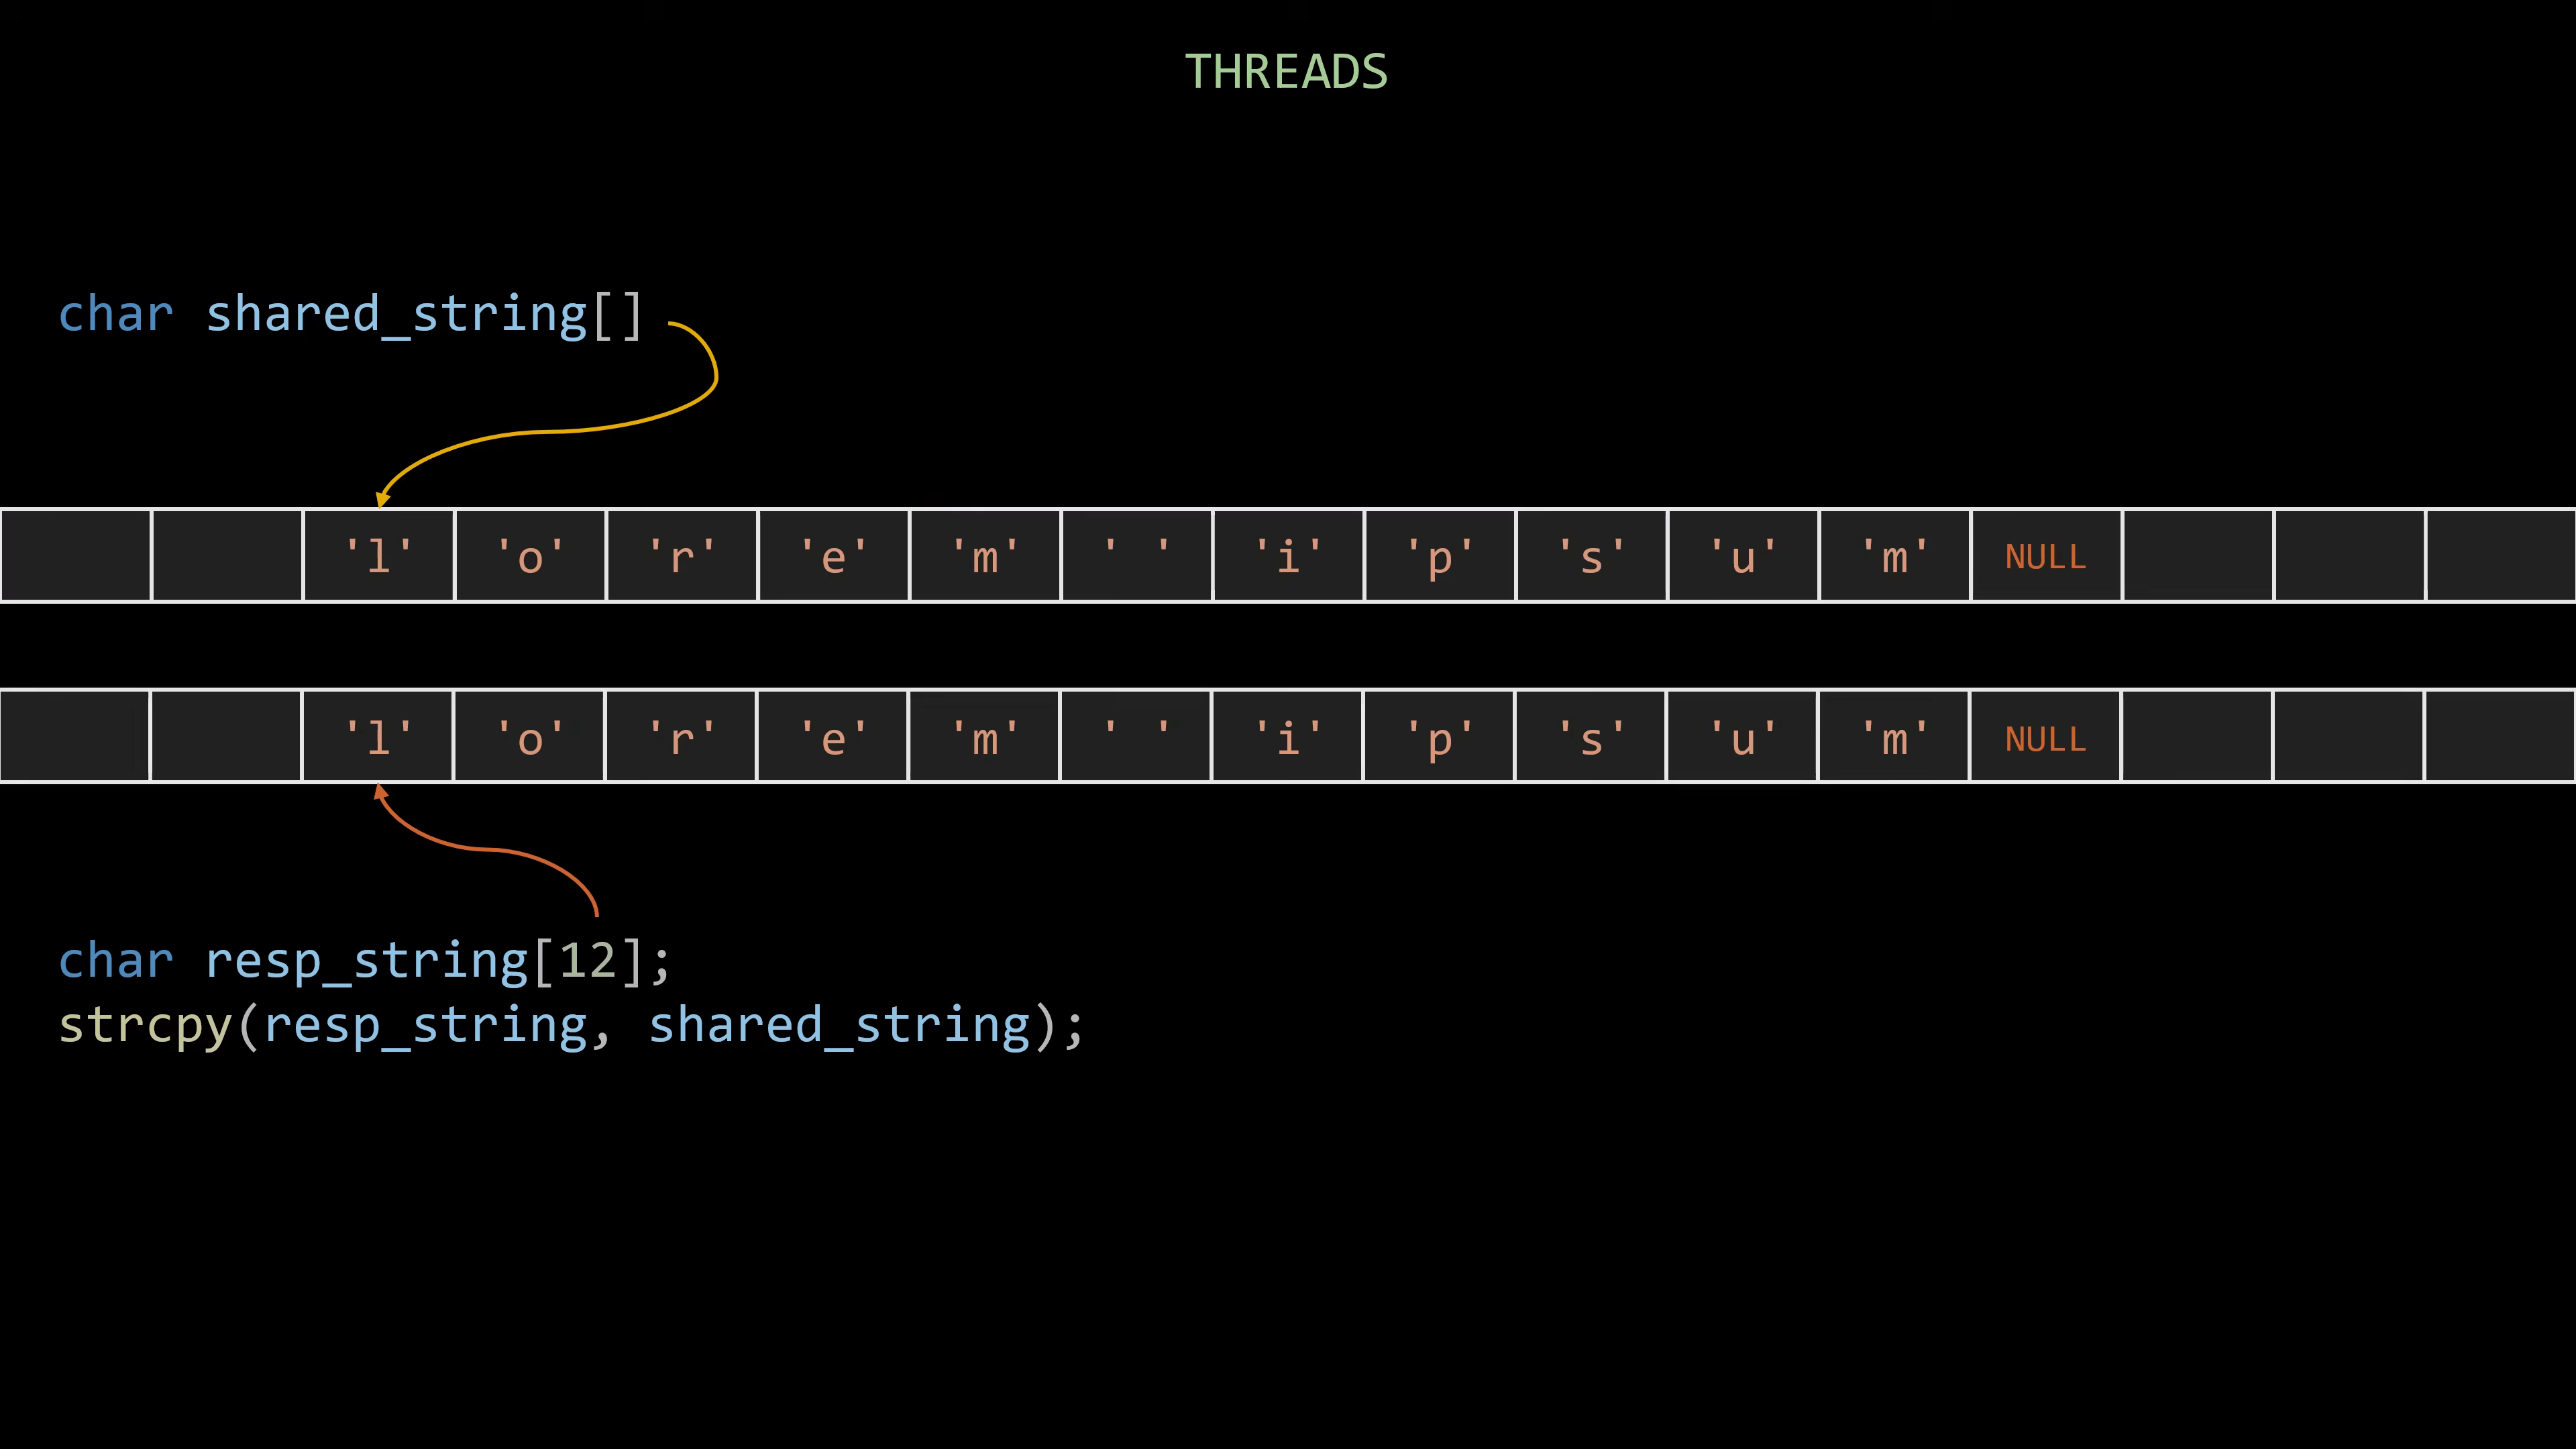 THREADS
char shared_string[]
'l' 'o' 'r' 'e' 'm' ' ' 'i' 'p' 's' 'u' 'm' NULL
'l' 'o' 'r' 'e' 'm' ' ' 'i' 'p' 's' 'u' 'm' NULL
char resp_string[12];
strcpy(resp_string, shared_string);